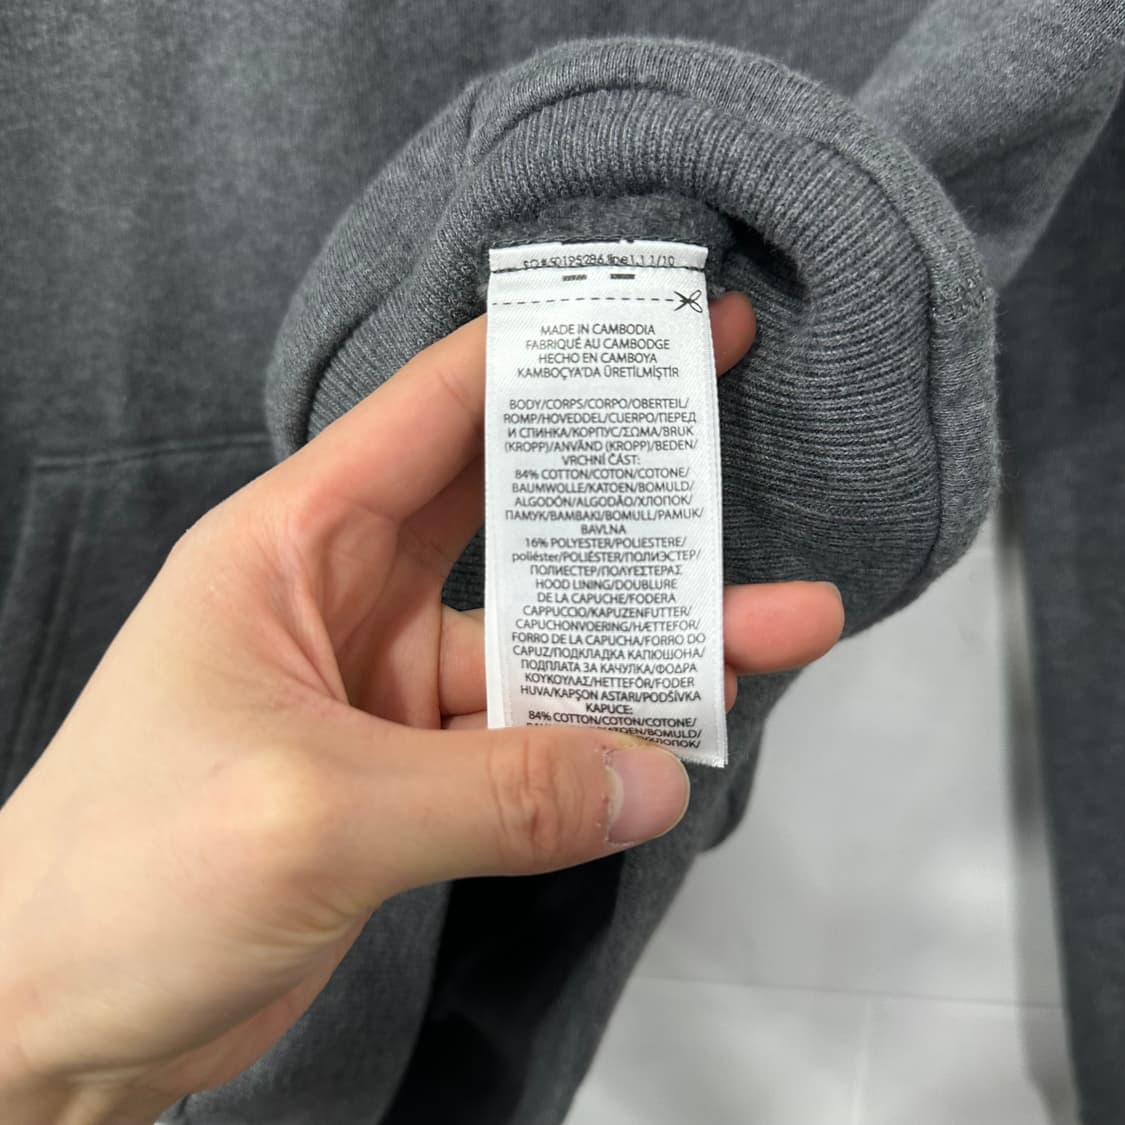 MADE IN CAMBODIA
FABRIQUÉ AU CAMBODGE
HECHO EN CAMBOYA
KAMBOÇYA'DA ÜRETİLMİŞTİR
BODY/CORPS/CORPO/OBERTEIL/
ROMP/HOVEDDEL/CUERPO/ПЕРЕД
И СПИНКА/КОРПУС/ΣΩΜΑ/BRUK
(KROPP)/ANVÄND (KROPP)/BEDEN/
VRCHNÍ ČÁST:
84% COTTON/COTON/COTONE/
BAUMWOLLE/KATOEN/BOMULD/
ALGODÓN/ALGODÃO/ХЛОПОК/
ПАМУК/ΒΑΜΒΑΚΙ/BOMULL/PAMUK/
BAVLNA
16% POLYESTER/POLIESTERE/
poliéster/POLIÉSTER/ПОЛИЭСТЕР/
ПОЛИЕСТЕР/ΠΟΛΥΕΣΤΕΡΑΣ
HOOD LINING/DOUBLURE
DE LA CAPUCHE/FODERA
CAPPUCCIO/KAPUZENFUTTER/
CAPUCHONVOERING/HÆTTEFOR/
FORRO DE LA CAPUCHA/FORRO DO
CAPUZ/ПОДКЛАДКА КАПЮШОНА/
ПОДПЛАТА ЗА КАЧУЛКА/ΦΟΔΡΑ
ΚΟΥΚΟΥΛΑΣ/HETTEFÔR/FODER
HUVA/KAPŞON ASTARI/PODŠÍVKA
KAPUCE:
84% COTTON/COTON/COTONE/